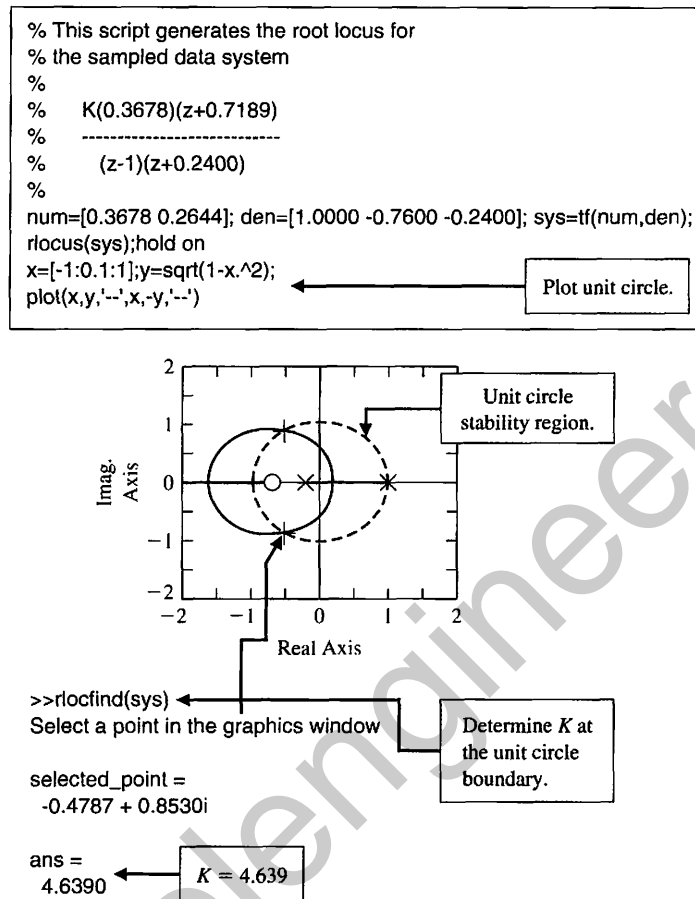 % This script generates the root locus for
% the sampled data system
%
% K(0.3678)(z+0.7189)
% ----------------------------
% (z-1)(z+0.2400)
%
num=[0.3678 0.2644]; den=[1.0000 -0.7600 -0.2400]; sys=tf(num,den);
rlocus(sys);hold on
x=[-1:0.1:1];y=sqrt(1-x.^2);
plot(x,y,'--',x,-y,'--')
Plot unit circle.
2
1
0
−1
−2
Imag.
Axis
−2 −1 0 1 2
Real Axis
Unit circle
stability region.
>>rlocfind(sys)
Select a point in the graphics window
Determine K at
the unit circle
boundary.
selected_point =
-0.4787 + 0.8530i
ans =
4.6390
K = 4.639
elengineer